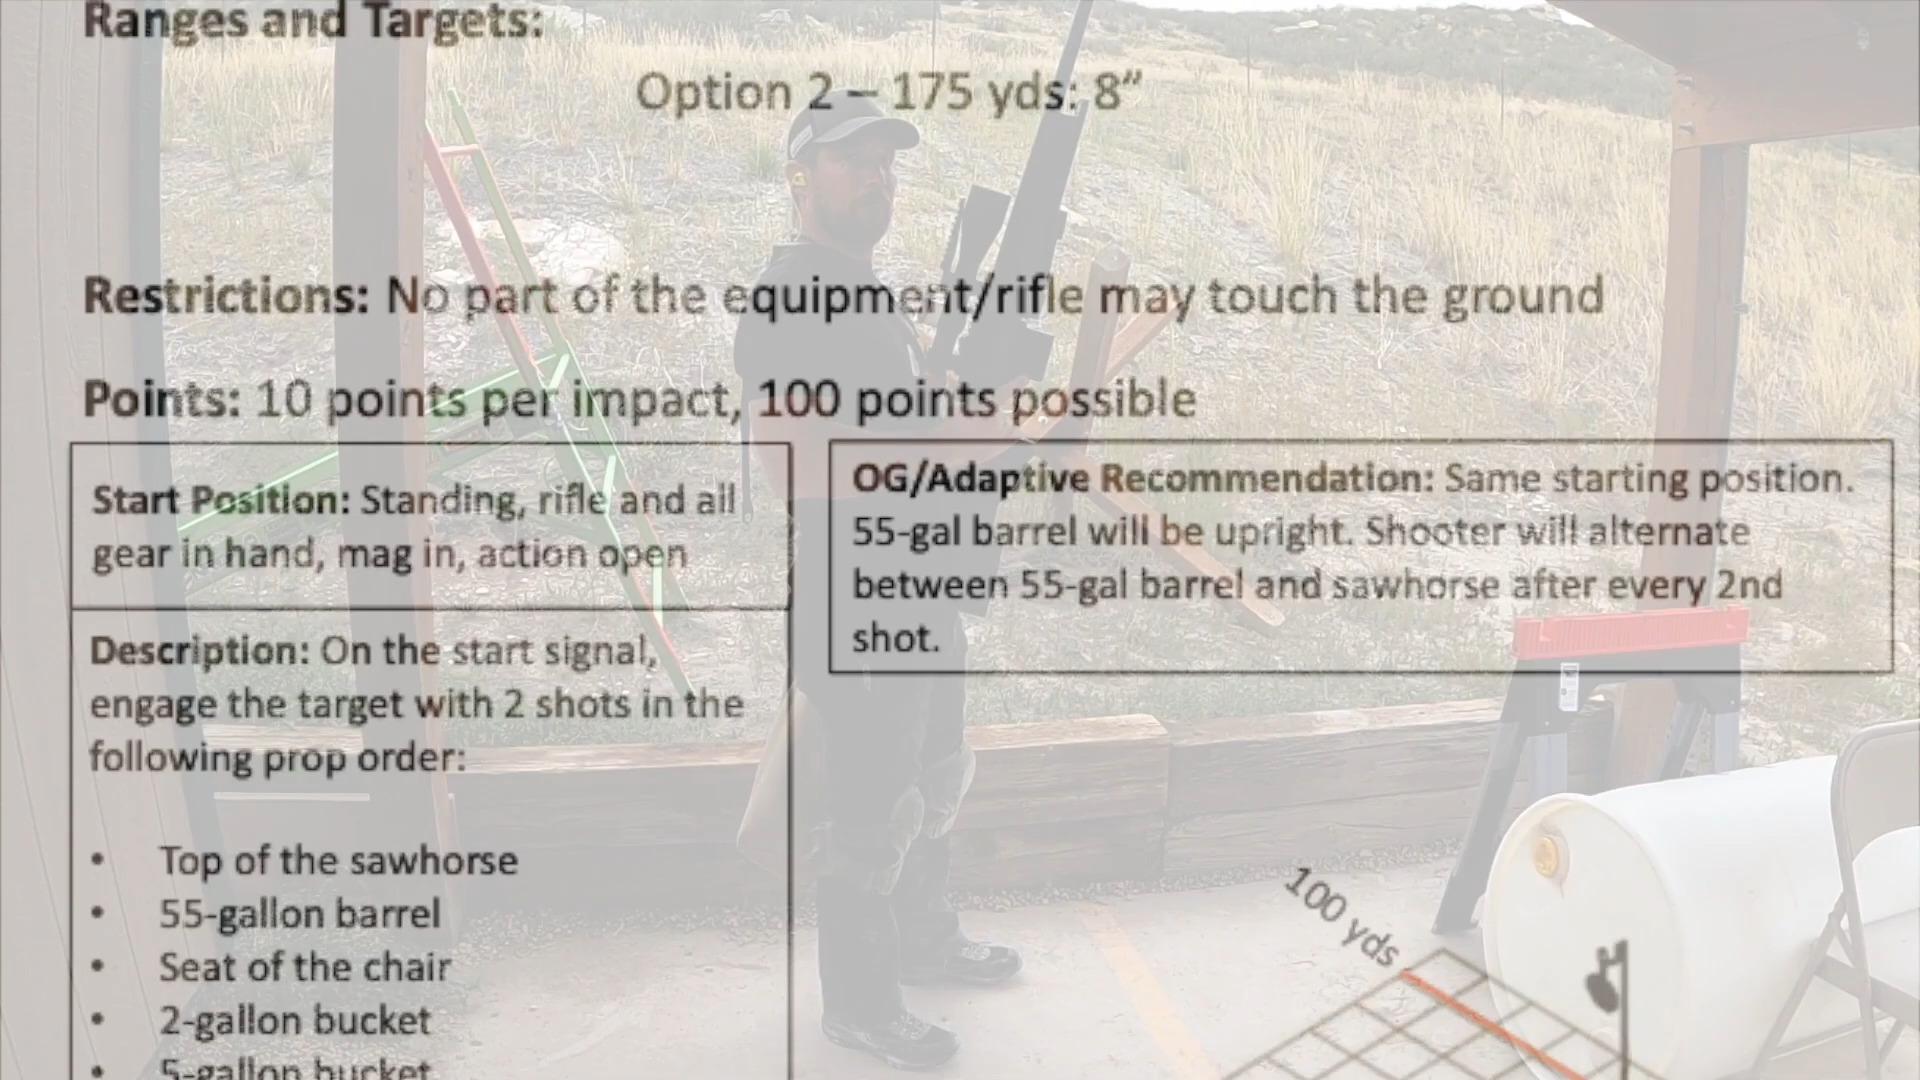 Ranges and Targets:
Option 2 – 175 yds: 8”
Restrictions: No part of the equipment/rifle may touch the ground
Points: 10 points per impact, 100 points possible
Start Position: Standing, rifle and all
gear in hand, mag in, action open
Description: On the start signal,
engage the target with 2 shots in the
following prop order:
• Top of the sawhorse
• 55-gallon barrel
• Seat of the chair
• 2-gallon bucket
• 5-gallon bucket
OG/Adaptive Recommendation: Same starting position.
55-gal barrel will be upright. Shooter will alternate
between 55-gal barrel and sawhorse after every 2nd
shot.
100 yds